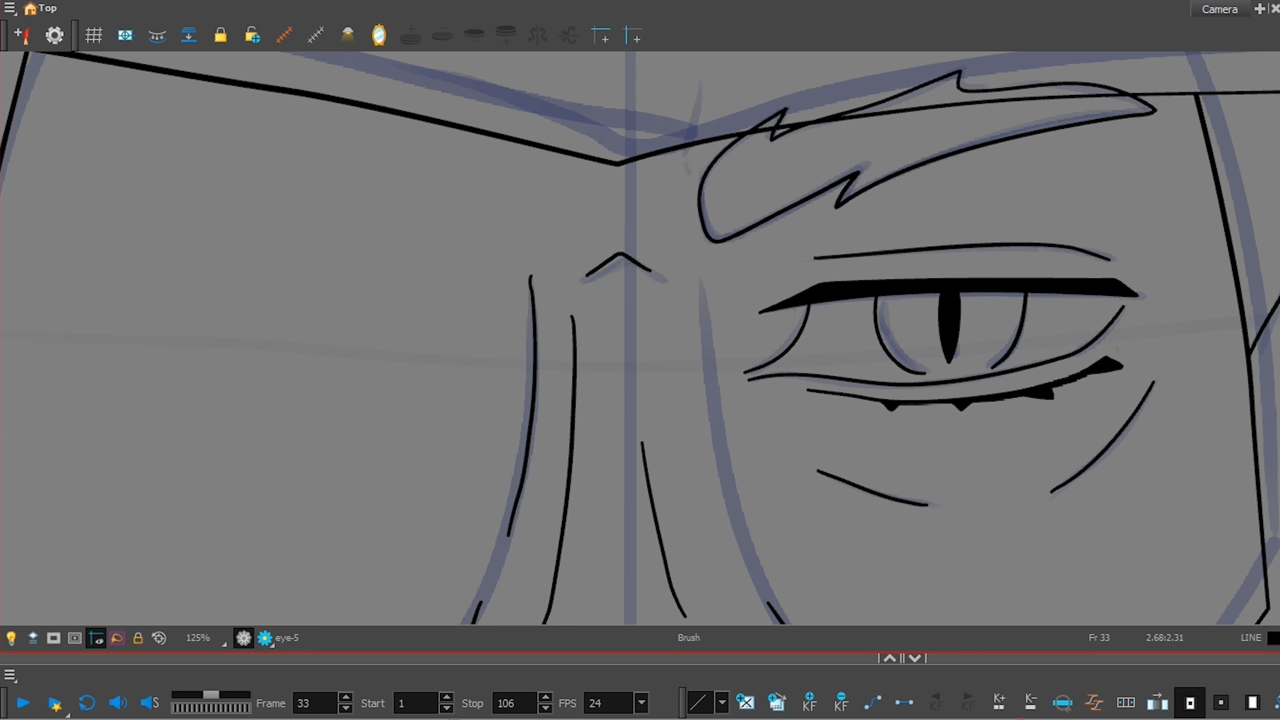 Top
Camera
125%
eye-5
Brush
Fr 33
2.68:2.31
LINE
Frame 33 Start 1 Stop 106 FPS 24
KF
KF
K+
K-